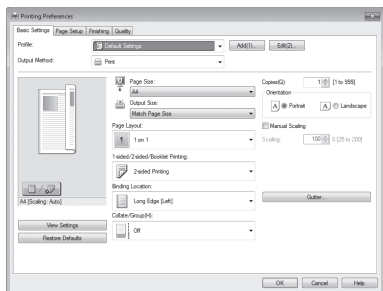 Printing Preferences
Basic Settings Page Setup Finishing Quality
Profile: Default Settings Add(1)... Edit(2)...
Output Method: Print
Page Size: Copies(Q): 1 [1 to 999]
A4
Orientation
Output Size: A Portrait A Landscape
Match Page Size
Page Layout: Manual Scaling
1 1 on 1 Scaling: 100 % [25 to 200]
1-sided/2-sided/Booklet Printing:
2-sided Printing
Binding Location:
Long Edge [Left] Gutter...
A4 [Scaling: Auto]
Collate/Group(H):
View Settings Off
Restore Defaults
OK Cancel Help